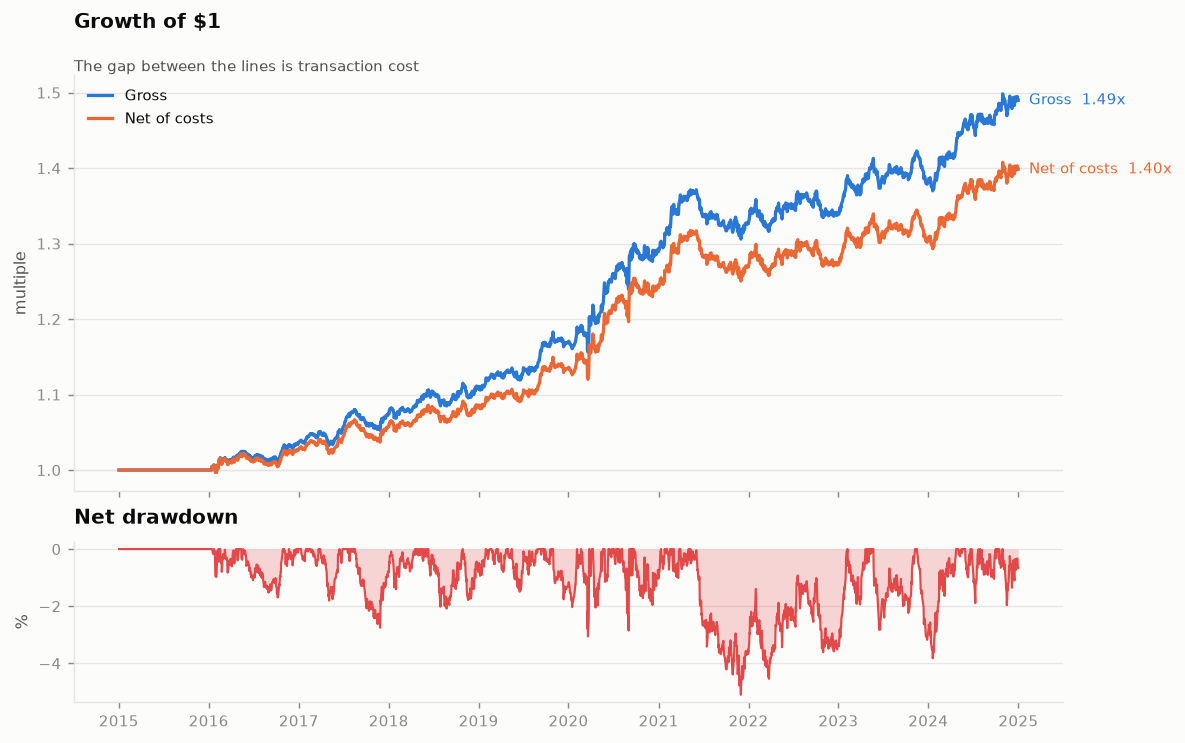 Growth of $1
The gap between the lines is transaction cost
Gross
Net of costs
multiple
1.5
1.4
1.3
1.2
1.1
1.0
Gross 1.49x
Net of costs 1.40x
Net drawdown
%
0
−2
−4
2015 2016 2017 2018 2019 2020 2021 2022 2023 2024 2025